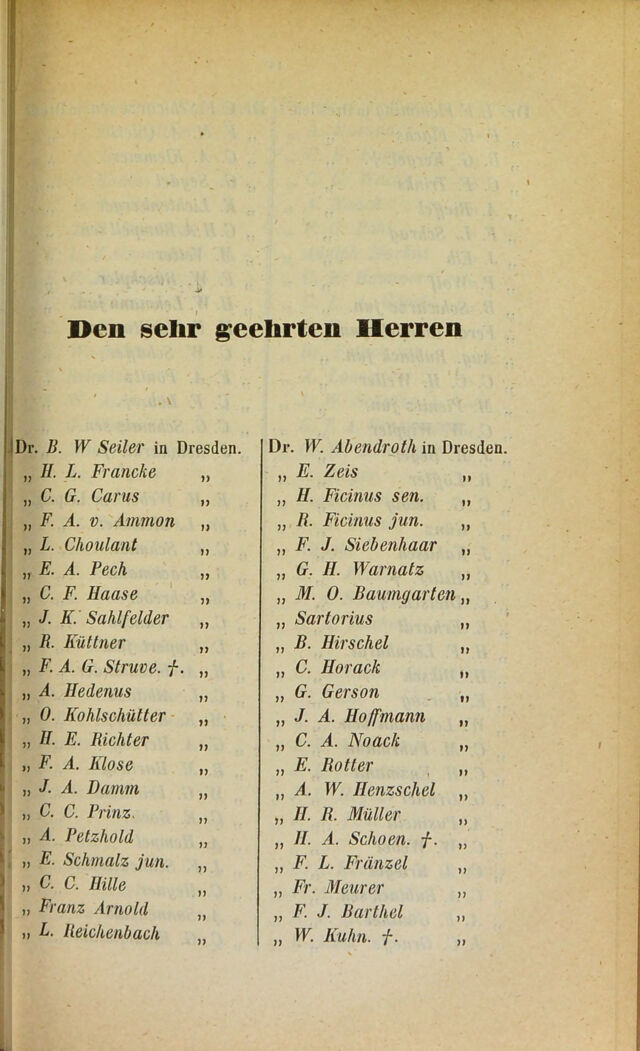 Den sehr geehrten Herren
Dr. B. W Seiler in Dresden.
„ H. L. Francke „
„ C. G. Carus „
„ F. A. v. Ammon „
„ L. Choulant „
„ E. A. Pech „
„ C. F. Haase „
„ J. K. Sahlfelder „
„ R. Küttner „
„ F. A. G. Struve. †. „
„ A. Hedenus „
„ O. Kohlschütter „
„ H. E. Richter „
„ F. A. Klose „
„ J. A. Damm „
„ C. C. Prinz. „
„ A. Petzhold „
„ E. Schmalz jun. „
„ C. C. Hille „
„ Franz Arnold „
„ L. Reichenbach „
Dr. W. Abendroth in Dresden.
„ E. Zeis „
„ H. Ficinus sen. „
„ R. Ficinus jun. „
„ F. J. Siebenhaar „
„ G. H. Warnatz „
„ M. O. Baumgarten „
„ Sartorius „
„ B. Hirschel „
„ C. Horack „
„ G. Gerson „
„ J. A. Hoffmann „
„ C. A. Noack „
„ E. Rotter „
„ A. W. Henzschel „
„ H. R. Müller „
„ H. A. Schoen. †. „
„ F. L. Fränzel „
„ Fr. Meurer „
„ F. J. Barthel „
„ W. Kuhn. †. „